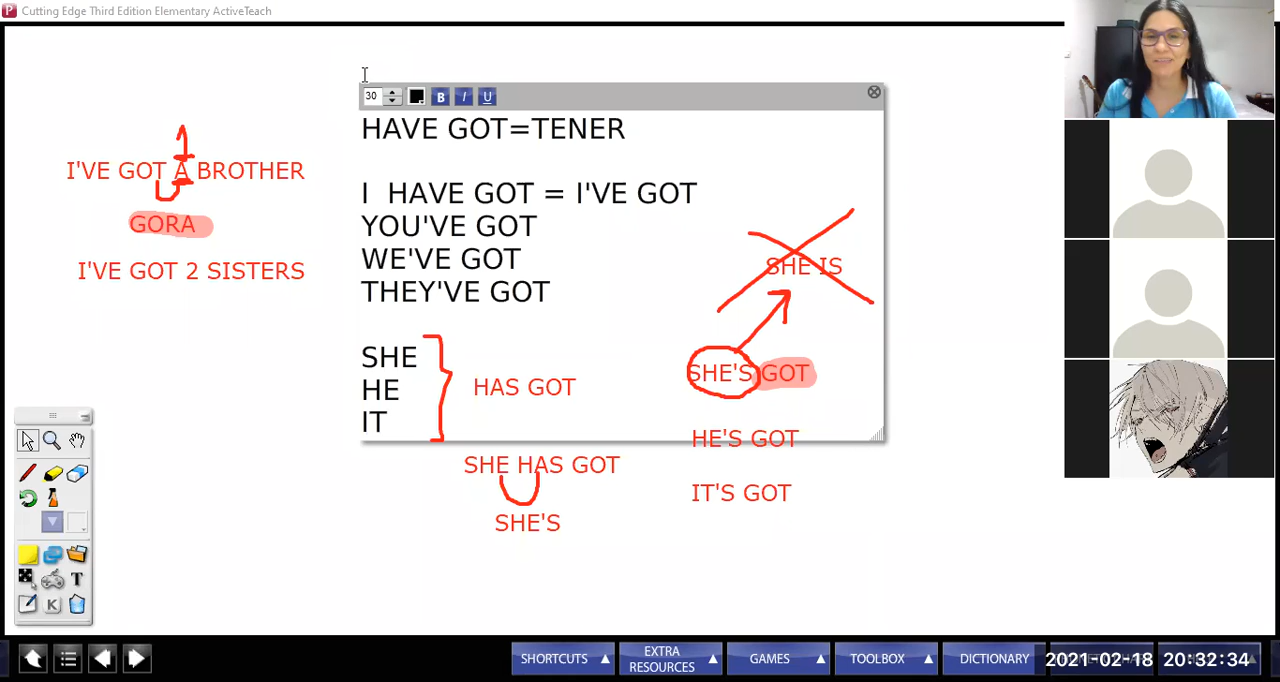 Cutting Edge Third Edition Elementary ActiveTeach
30 B I U
HAVE GOT=TENER
I HAVE GOT = I'VE GOT
YOU'VE GOT
WE'VE GOT
THEY'VE GOT
SHE
HE
IT
HAS GOT
SHE HAS GOT
SHE'S
1
I'VE GOT A BROTHER
GORA
I'VE GOT 2 SISTERS
SHE IS
SHE'S GOT
HE'S GOT
IT'S GOT
T
K
SHORTCUTS
EXTRA
RESOURCES
GAMES
TOOLBOX
DICTIONARY
2021-02-18 20:32:34